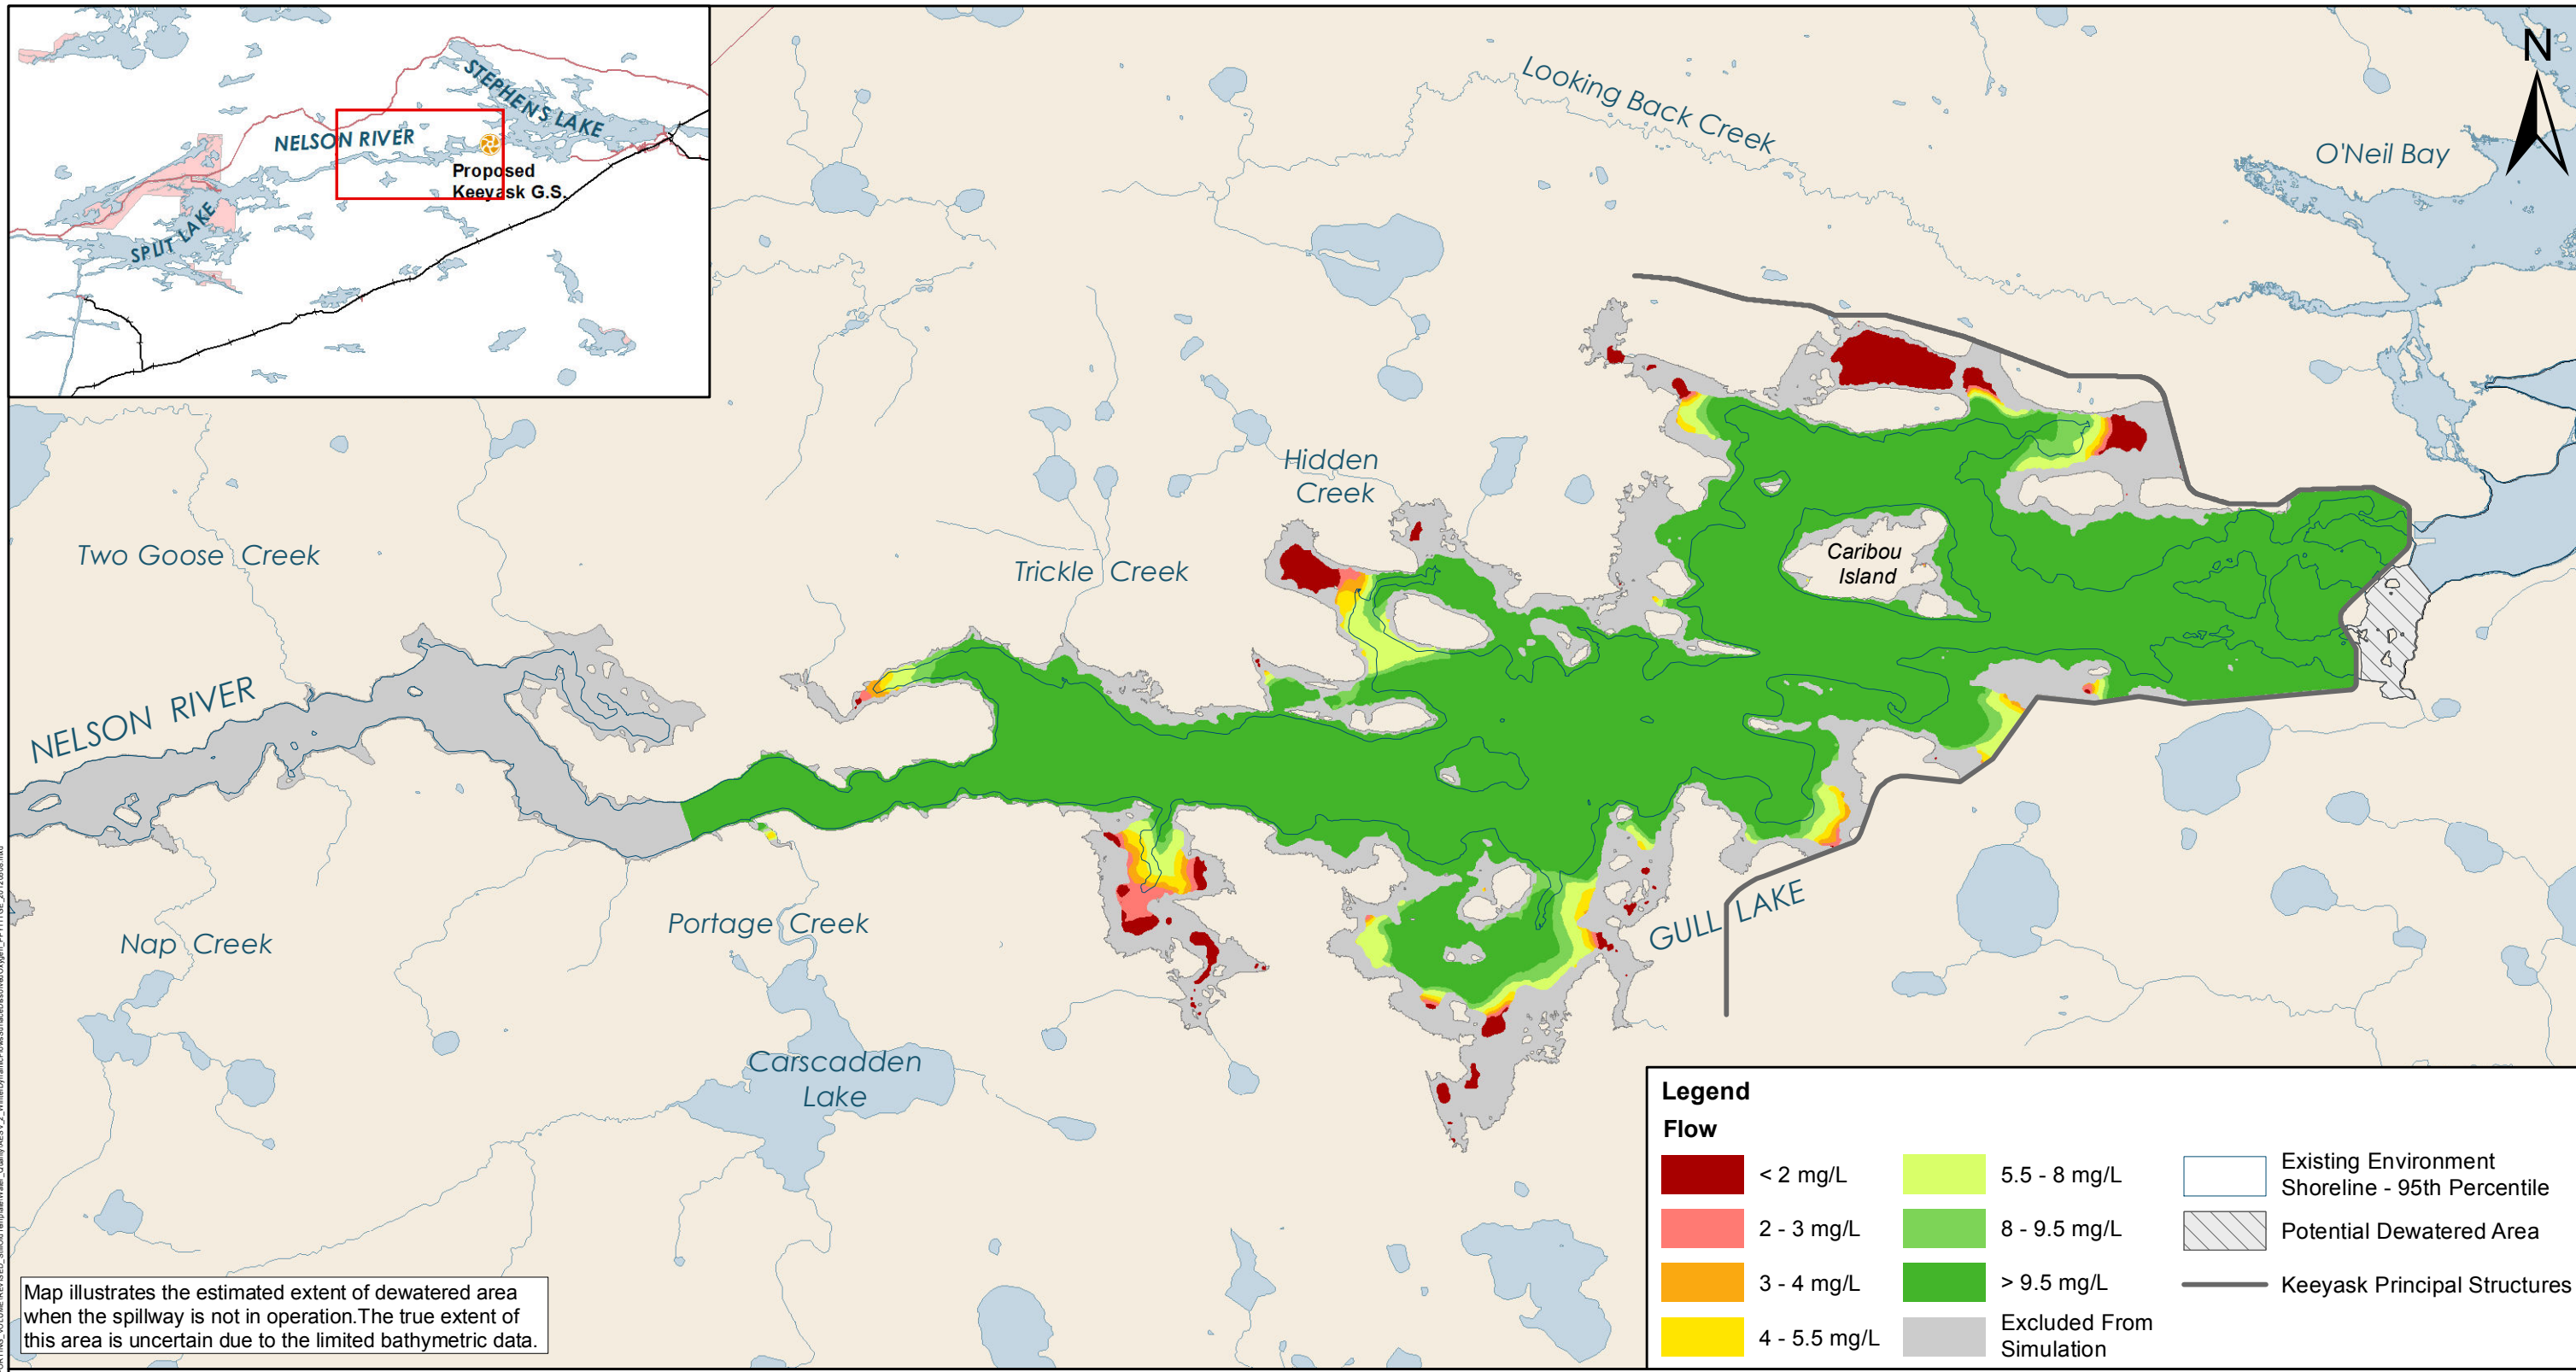 STEPHENS LAKE
NELSON RIVER
Proposed
Keeyask G.S.
SPLIT LAKE
N
Looking Back Creek
O'Neil Bay
Hidden
Creek
Two Goose Creek
Trickle Creek
Caribou
Island
NELSON RIVER
Portage Creek
Nap Creek
GULL LAKE
Carscadden
Lake
Legend
Flow
< 2 mg/L
2 - 3 mg/L
3 - 4 mg/L
4 - 5.5 mg/L
5.5 - 8 mg/L
8 - 9.5 mg/L
> 9.5 mg/L
Excluded From
Simulation
Existing Environment
Shoreline - 95th Percentile
Potential Dewatered Area
Keeyask Principal Structures
Map illustrates the estimated extent of dewatered area
when the spillway is not in operation.The true extent of
this area is uncertain due to the limited bathymetric data.